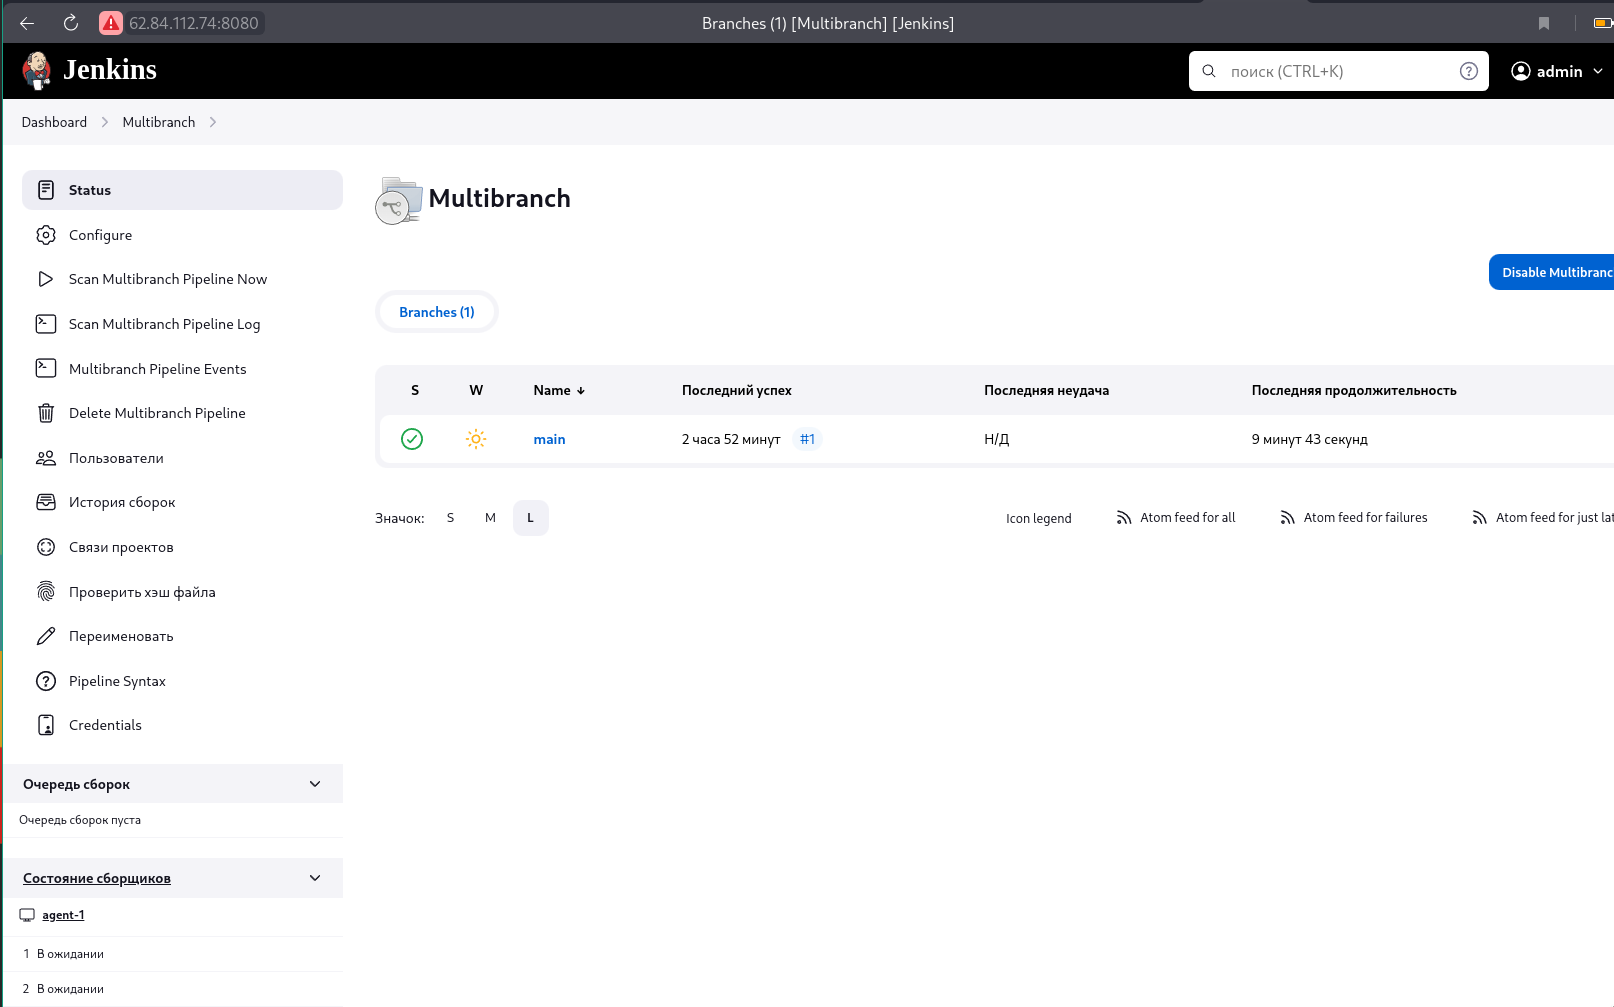 62.84.112.74:8080
Branches (1) [Multibranch] [Jenkins]
Jenkins
поиск (CTRL+K)
admin
Dashboard
Multibranch
Status
Configure
Scan Multibranch Pipeline Now
Scan Multibranch Pipeline Log
Multibranch Pipeline Events
Delete Multibranch Pipeline
Пользователи
История сборок
Связи проектов
Проверить хэш файла
Переименовать
Pipeline Syntax
Credentials
Очередь сборок
Очередь сборок пуста
Состояние сборщиков
agent-1
1 В ожидании
2 В ожидании
Multibranch
Disable Multibranc
Branches (1)
S W Name ↓ Последний успех Последняя неудача Последняя продолжительность
main 2 часа 52 минут #1 Н/Д 9 минут 43 секунд
Значок: S M L
Icon legend Atom feed for all Atom feed for failures Atom feed for just lat